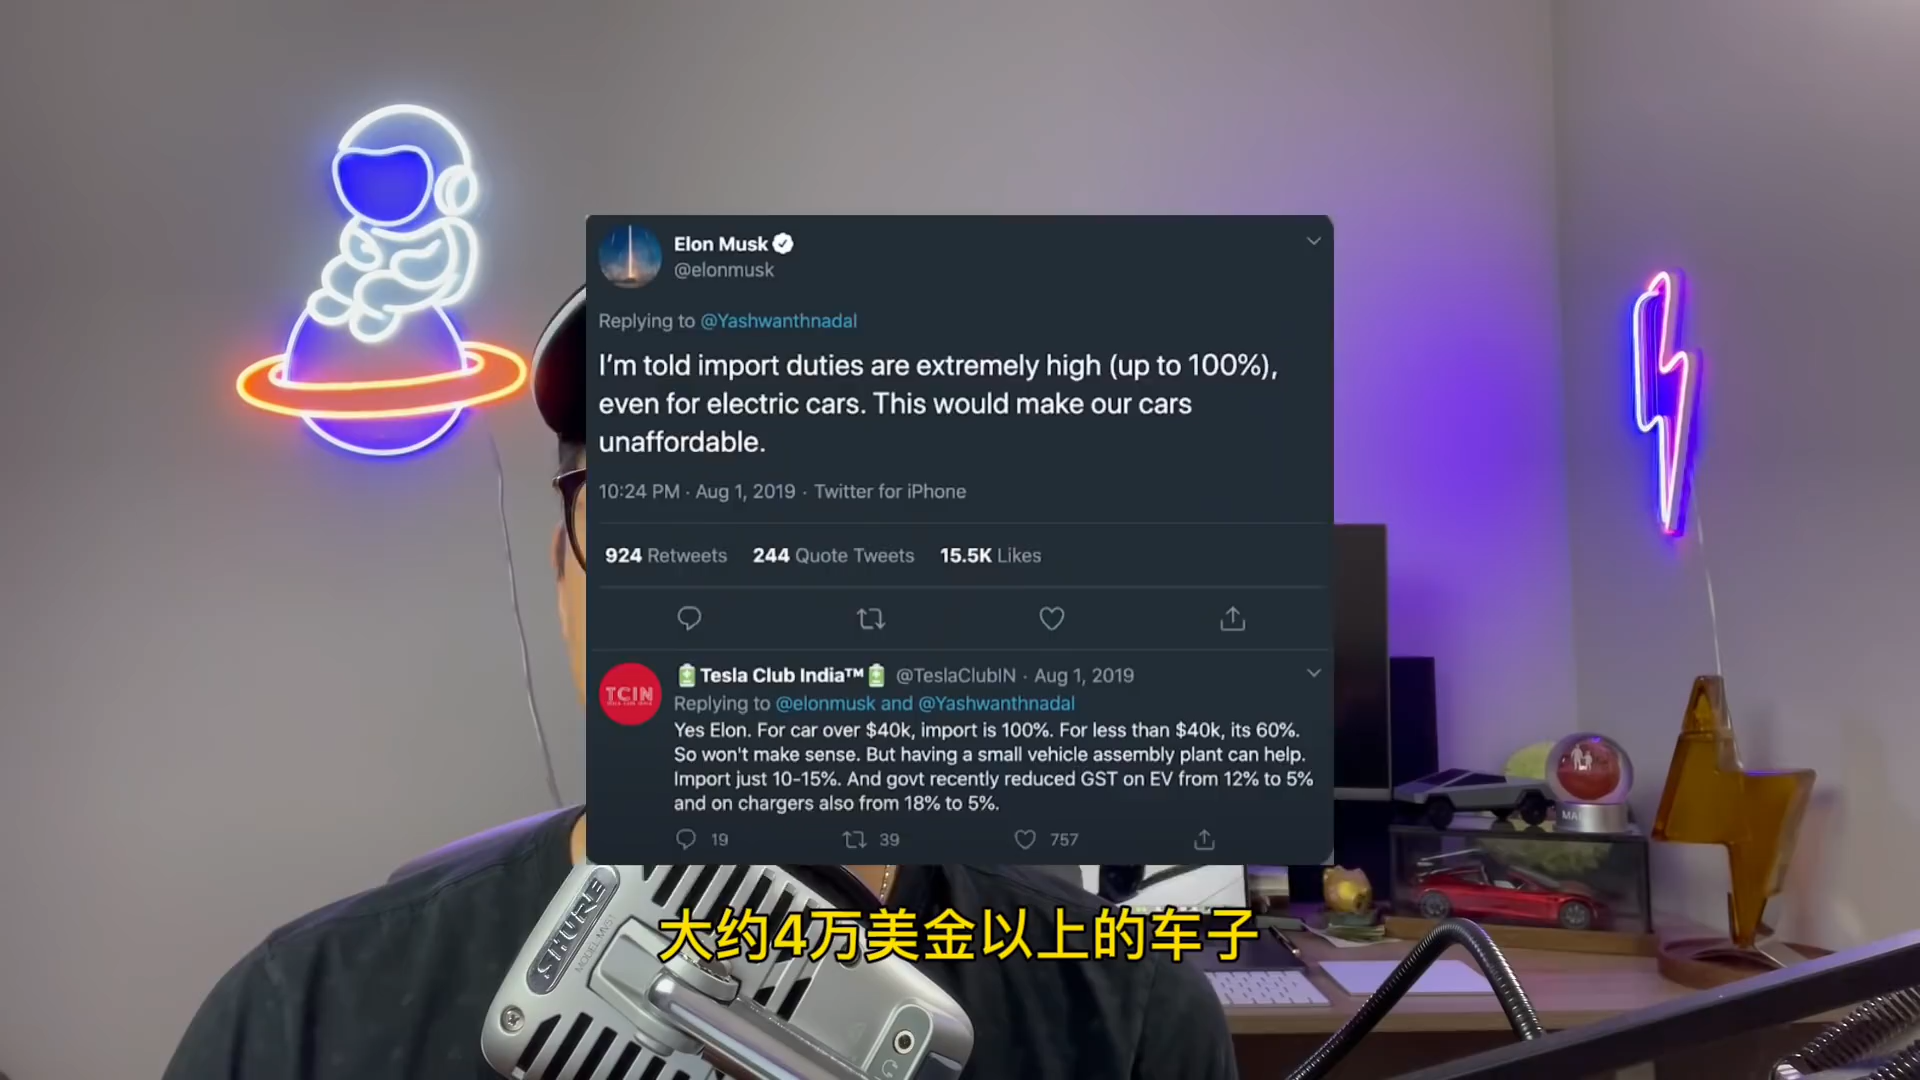 Elon Musk
@elonmusk
Replying to @Yashwanthnadal
I'm told import duties are extremely high (up to 100%),
even for electric cars. This would make our cars
unaffordable.
10:24 PM · Aug 1, 2019 · Twitter for iPhone
924 Retweets 244 Quote Tweets 15.5K Likes
TCIN
Tesla Club India™ @TeslaClubIN · Aug 1, 2019
Replying to @elonmusk and @Yashwanthnadal
Yes Elon. For car over $40k, import is 100%. For less than $40k, its 60%.
So won't make sense. But having a small vehicle assembly plant can help.
Import just 10-15%. And govt recently reduced GST on EV from 12% to 5%
and on chargers also from 18% to 5%.
19 39 757
SHURE
MODEL MV51
大约4万美金以上的车子